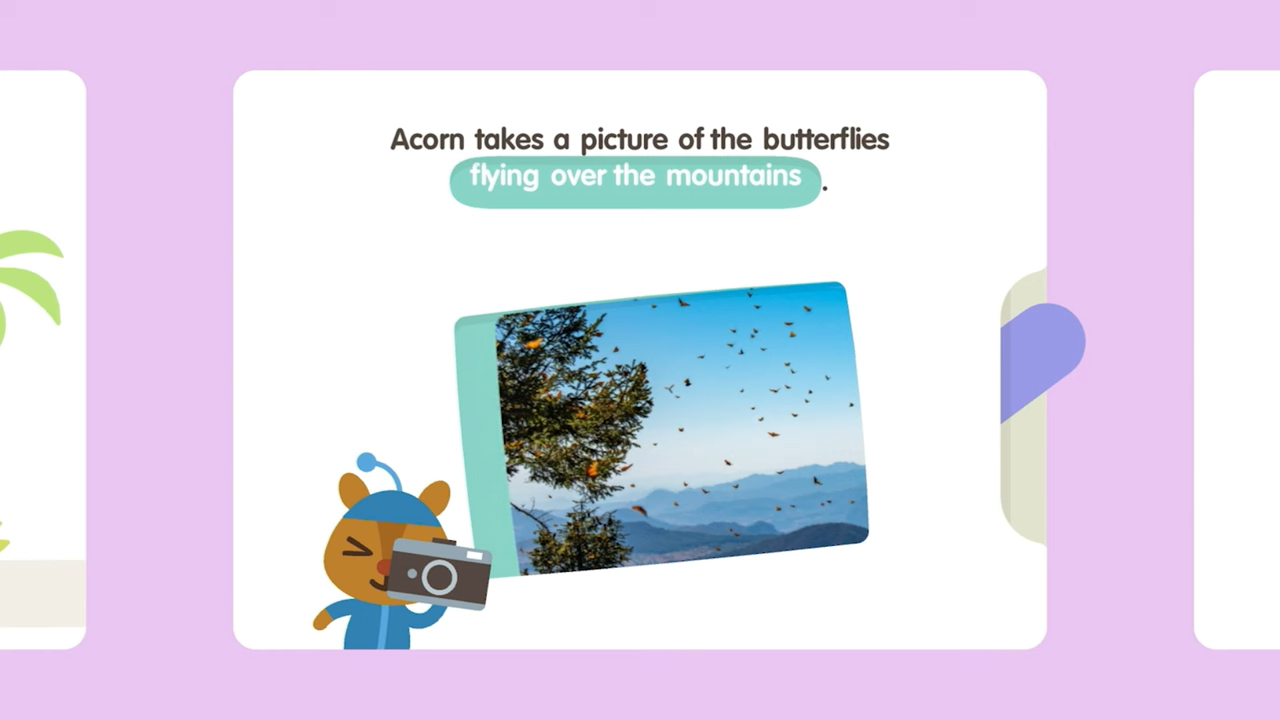 Acorn takes a picture of the butterflies
flying over the mountains.